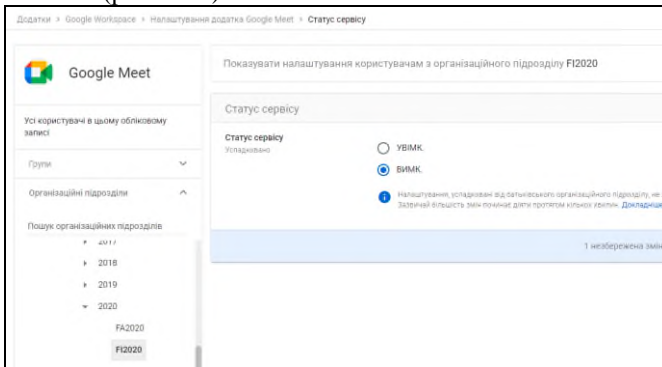 Додатки > Google Workspace > Налаштування додатка Google Meet > Статус сервісу
Google Meet
Показувати налаштування користувачам з організаційного підрозділу FI2020
Усі користувачі в цьому обліковому
записі
Групи
Організаційні підрозділи
Пошук організаційних підрозділів
2017
2018
2019
2020
FA2020
FI2020
Статус сервісу
Статус сервісу
Успадковано
УВІМК.
ВИМК.
Налаштування, успадковані від батьківського організаційного підрозділу, не
Зазвичай більшість змін починає діяти протягом кількох хвилин. Докладніше
1 незбережена змін